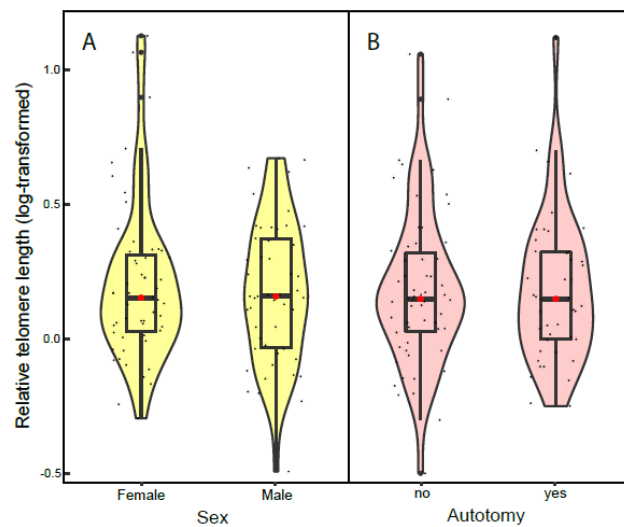 A
B
Relative telomere length (log-transformed)
1.0
0.5
0.0
-0.5
Female
Male
no
yes
Sex
Autotomy